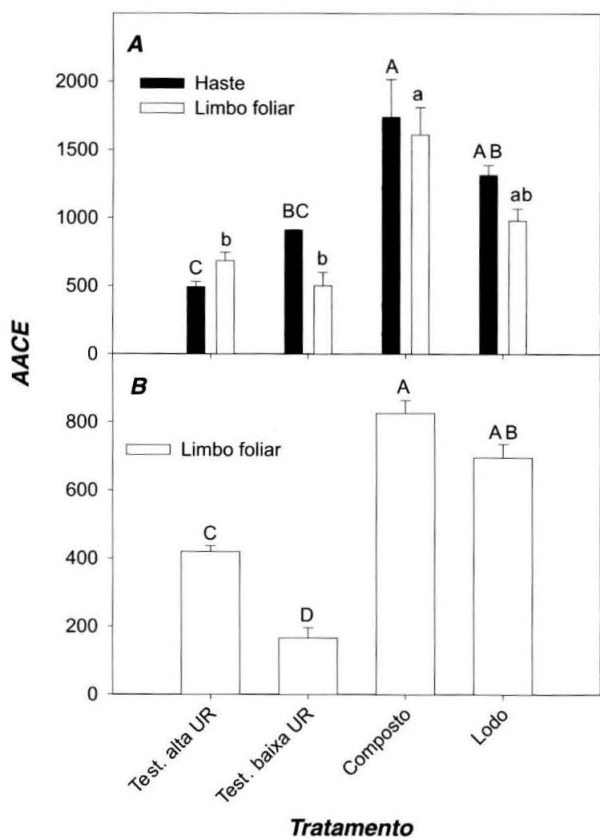 A
2000
1500
1000
500
0
Haste
Limbo foliar
C
b
BC
b
A
a
AB
ab
AACE
B
800
600
400
200
0
Limbo foliar
C
D
A
AB
Test. alta UR
Test. baixa UR
Composto
Lodo
Tratamento